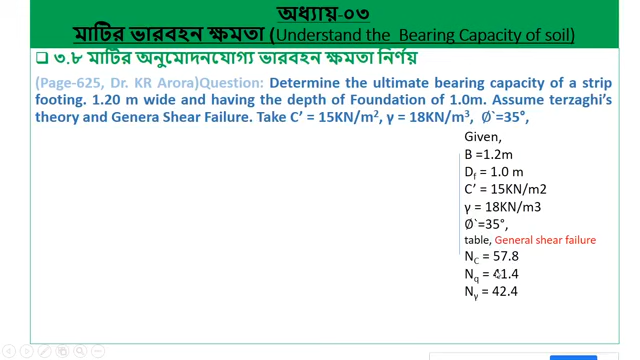 অধ্যায়-০৩
মাটির ভারবহন ক্ষমতা (Understand the Bearing Capacity of soil)
❑ ৩.৮ মাটির অনুমোদনযোগ্য ভারবহন ক্ষমতা নির্ণয়
(Page-625, Dr. KR Arora)Question: Determine the ultimate bearing capacity of a strip
footing. 1.20 m wide and having the depth of Foundation of 1.0m. Assume terzaghi's
theory and Genera Shear Failure. Take C' = 15KN/m², γ = 18KN/m³, Ø`=35°,
Given,
B =1.2m
D_f = 1.0 m
C' = 15KN/m2
γ = 18KN/m3
Ø`=35°,
table, General shear failure
N_C = 57.8
N_q = 41.4
N_γ = 42.4